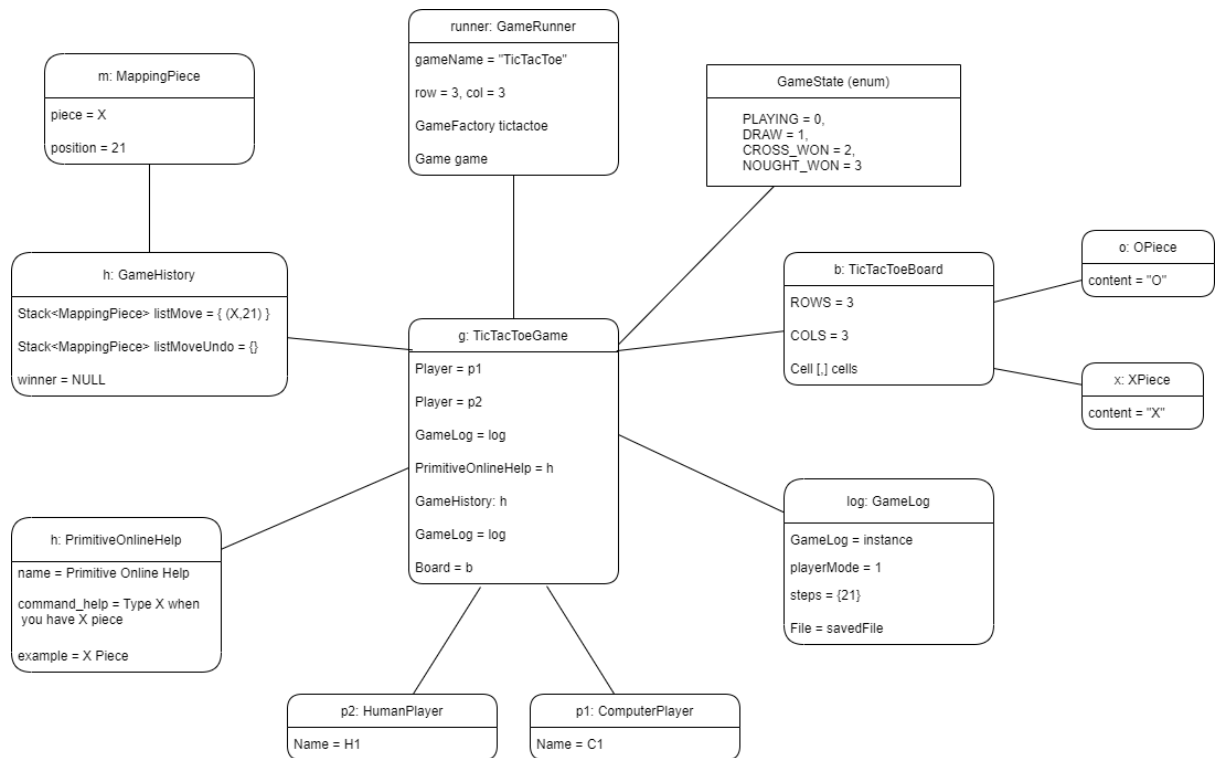 runner: GameRunner
gameName = "TicTacToe"
row = 3, col = 3
GameFactory tictactoe
Game game
m: MappingPiece
piece = X
position = 21
GameState (enum)
PLAYING = 0,
DRAW = 1,
CROSS_WON = 2,
NOUGHT_WON = 3
h: GameHistory
Stack<MappingPiece> listMove = { (X,21) }
Stack<MappingPiece> listMoveUndo = {}
winner = NULL
b: TicTacToeBoard
ROWS = 3
COLS = 3
Cell [,] cells
o: OPiece
content = "O"
x: XPiece
content = "X"
g: TicTacToeGame
Player = p1
Player = p2
GameLog = log
PrimitiveOnlineHelp = h
GameHistory: h
GameLog = log
Board = b
log: GameLog
GameLog = instance
playerMode = 1
steps = {21}
File = savedFile
h: PrimitiveOnlineHelp
name = Primitive Online Help
command_help = Type X when
you have X piece
example = X Piece
p2: HumanPlayer
Name = H1
p1: ComputerPlayer
Name = C1